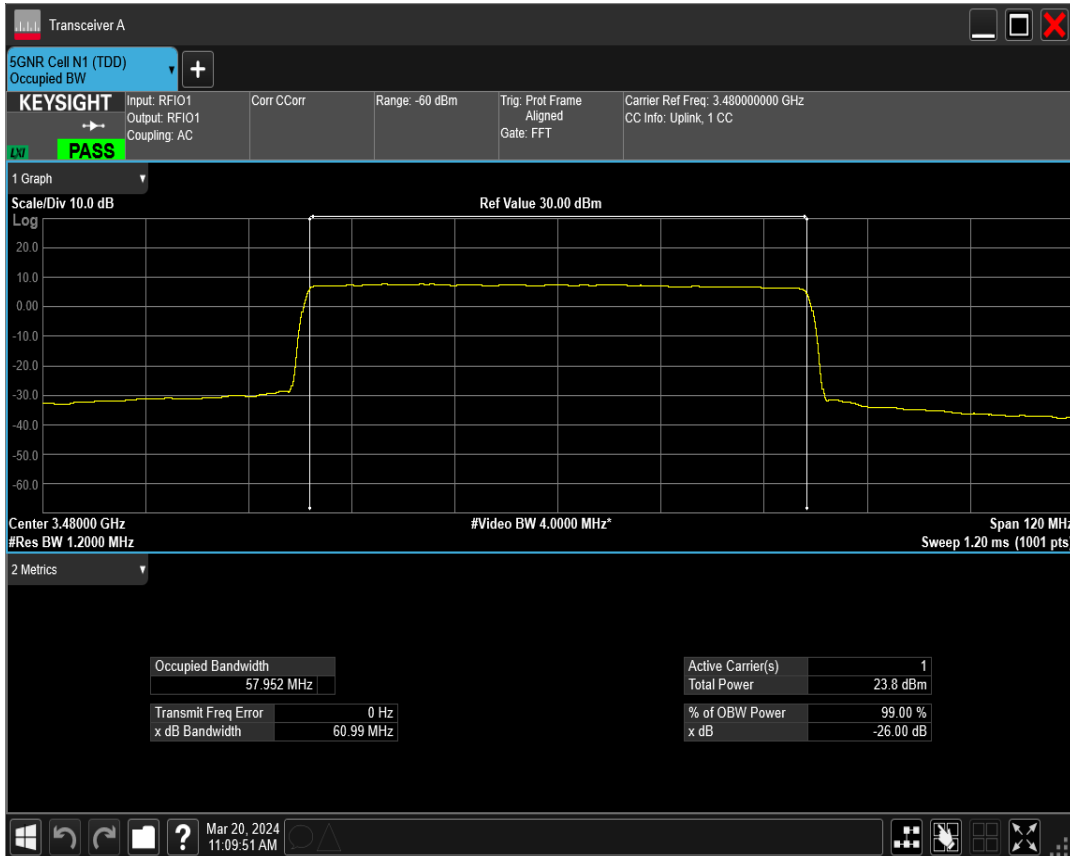 Transceiver A
5GNR Cell N1 (TDD)
Occupied BW
+
KEYSIGHT
LXI
PASS
Input: RFIO1
Output: RFIO1
Coupling: AC
Corr CCorr
Range: -60 dBm
Trig: Prot Frame
Aligned
Gate: FFT
Carrier Ref Freq: 3.480000000 GHz
CC Info: Uplink, 1 CC
1 Graph
Scale/Div 10.0 dB
Ref Value 30.00 dBm
Log
20.0
10.0
0.00
-10.0
-20.0
-30.0
-40.0
-50.0
-60.0
Center 3.48000 GHz
#Video BW 4.0000 MHz*
Span 120 MHz
#Res BW 1.2000 MHz
Sweep 1.20 ms (1001 pts)
2 Metrics
Occupied Bandwidth
57.952 MHz
Transmit Freq Error 0 Hz
x dB Bandwidth 60.99 MHz
Active Carrier(s) 1
Total Power 23.8 dBm
% of OBW Power 99.00 %
x dB -26.00 dB
?
Mar 20, 2024
11:09:51 AM